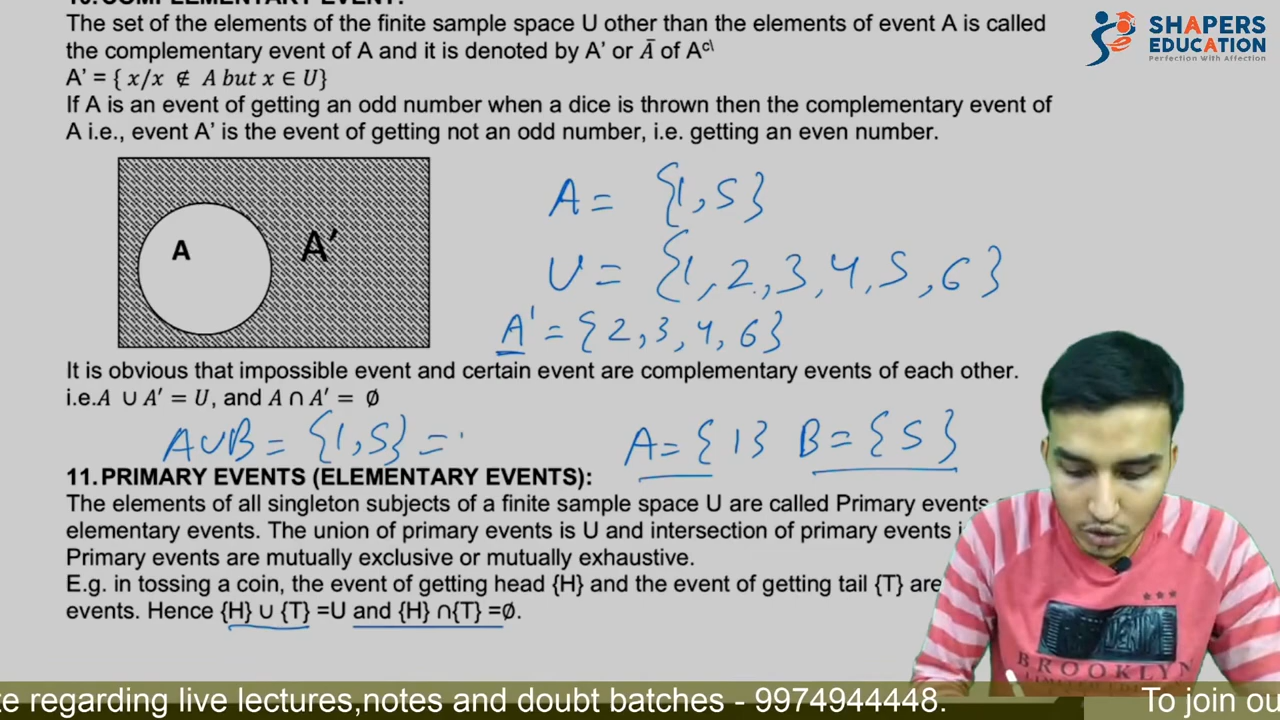 10. COMPLEMENTARY EVENT:
SHAPERS
EDUCATION
Perfection With Affection
The set of the elements of the finite sample space U other than the elements of event A is called
the complementary event of A and it is denoted by A’ or Ā of Aᶜ\
A’ = { x/x ∉ A but x ∈ U}
If A is an event of getting an odd number when a dice is thrown then the complementary event of
A i.e., event A’ is the event of getting not an odd number, i.e. getting an even number.
A = {1, 5}
A A′
U = {1, 2, 3, 4, 5, 6}
A' = {2, 3, 4, 6}
It is obvious that impossible event and certain event are complementary events of each other.
i.e.A ∪ A′ = U, and A ∩ A′ = ∅
A∪B = {1, 5} =
A = {1} B = {5}
11. PRIMARY EVENTS (ELEMENTARY EVENTS):
The elements of all singleton subjects of a finite sample space U are called Primary events
elementary events. The union of primary events is U and intersection of primary events
Primary events are mutually exclusive or mutually exhaustive.
E.g. in tossing a coin, the event of getting head {H} and the event of getting tail {T} are
events. Hence {H} ∪ {T} =U and {H} ∩{T} =∅.
BROOKLYN
te regarding live lectures,notes and doubt batches - 9974944448. To join ou